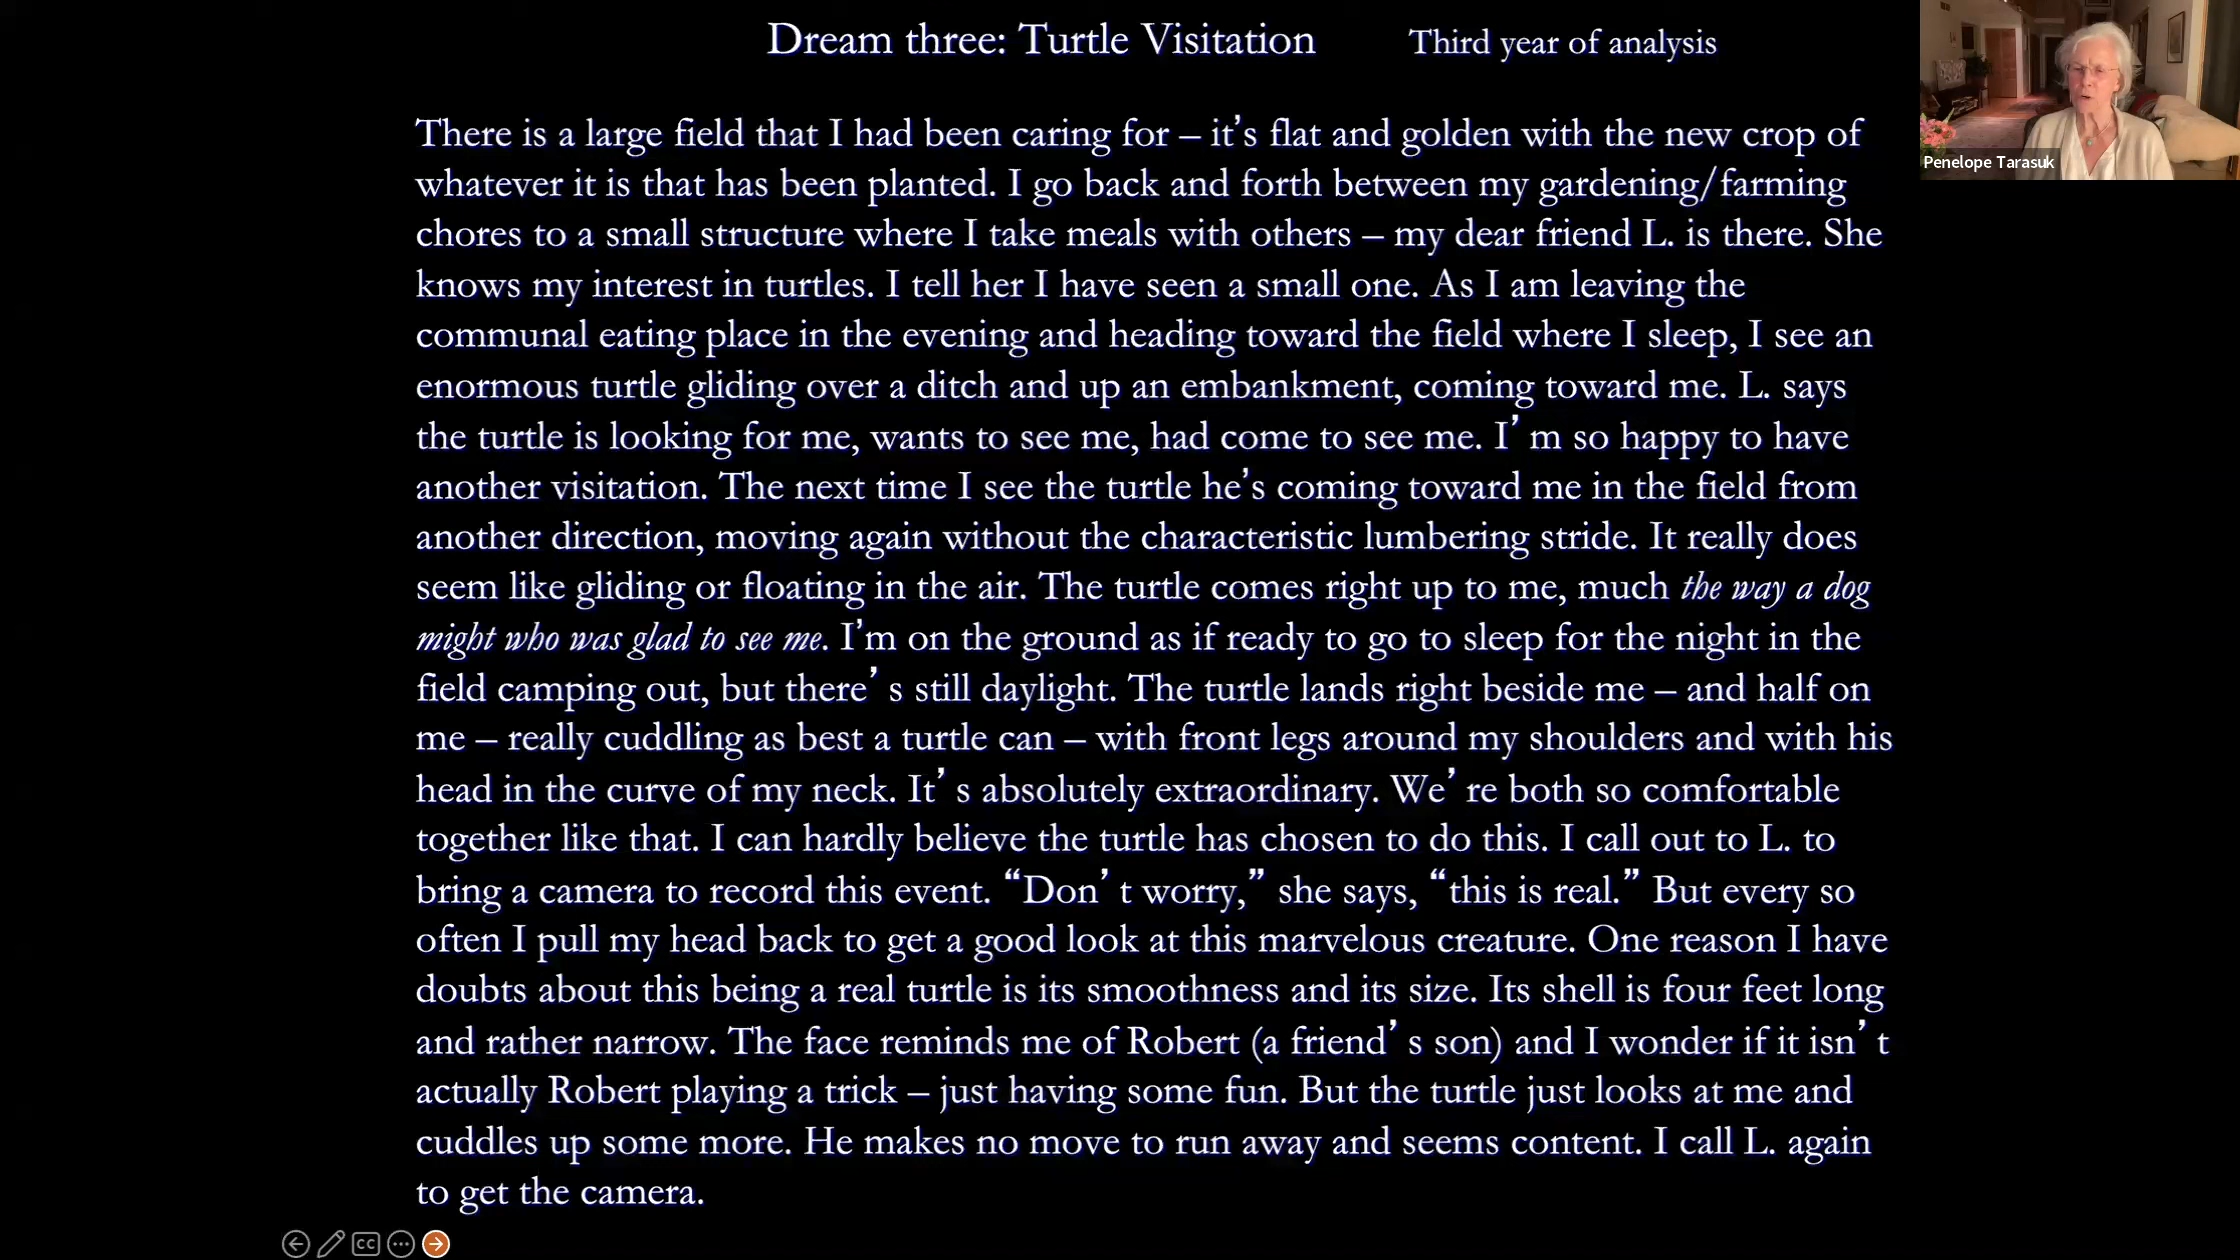 Dream three: Turtle Visitation Third year of analysis
Penelope Tarasuk
There is a large field that I had been caring for – it’s flat and golden with the new crop of
whatever it is that has been planted. I go back and forth between my gardening/farming
chores to a small structure where I take meals with others – my dear friend L. is there. She
knows my interest in turtles. I tell her I have seen a small one. As I am leaving the
communal eating place in the evening and heading toward the field where I sleep, I see an
enormous turtle gliding over a ditch and up an embankment, coming toward me. L. says
the turtle is looking for me, wants to see me, had come to see me. I’m so happy to have
another visitation. The next time I see the turtle he’s coming toward me in the field from
another direction, moving again without the characteristic lumbering stride. It really does
seem like gliding or floating in the air. The turtle comes right up to me, much the way a dog
might who was glad to see me. I’m on the ground as if ready to go to sleep for the night in the
field camping out, but there’s still daylight. The turtle lands right beside me – and half on
me – really cuddling as best a turtle can – with front legs around my shoulders and with his
head in the curve of my neck. It’s absolutely extraordinary. We’re both so comfortable
together like that. I can hardly believe the turtle has chosen to do this. I call out to L. to
bring a camera to record this event. “Don’t worry,” she says, “this is real.” But every so
often I pull my head back to get a good look at this marvelous creature. One reason I have
doubts about this being a real turtle is its smoothness and its size. Its shell is four feet long
and rather narrow. The face reminds me of Robert (a friend’s son) and I wonder if it isn’t
actually Robert playing a trick – just having some fun. But the turtle just looks at me and
cuddles up some more. He makes no move to run away and seems content. I call L. again
to get the camera.
CC